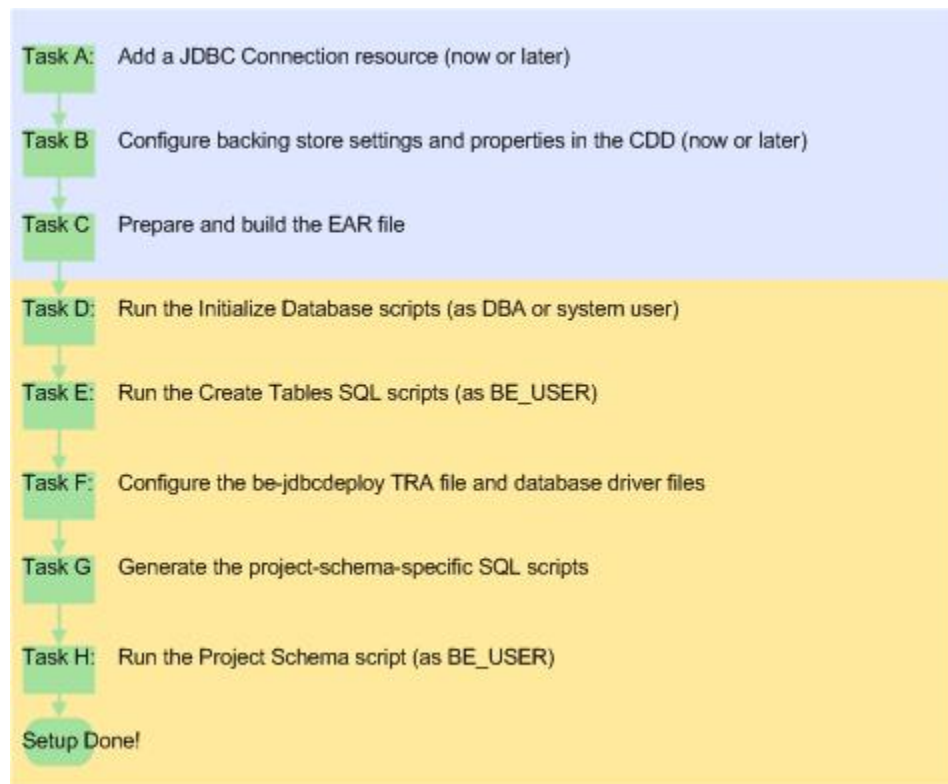 Task A: Add a JDBC Connection resource (now or later)
Task B Configure backing store settings and properties in the CDD (now or later)
Task C Prepare and build the EAR file
Task D: Run the Initialize Database scripts (as DBA or system user)
Task E: Run the Create Tables SQL scripts (as BE_USER)
Task F: Configure the be-jdbcdeploy TRA file and database driver files
Task G Generate the project-schema-specific SQL scripts
Task H: Run the Project Schema script (as BE_USER)
Setup Done!